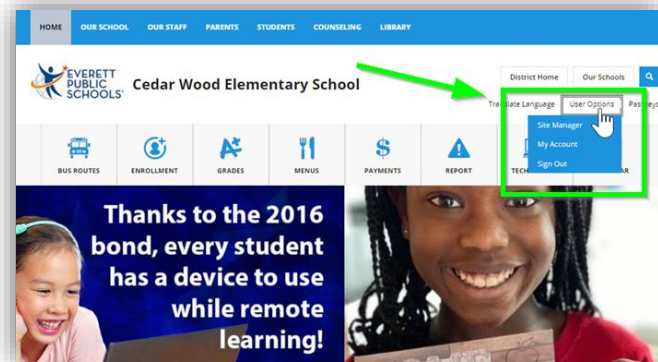 HOME OUR SCHOOL OUR STAFF PARENTS STUDENTS COUNSELING LIBRARY
EVERETT
PUBLIC
SCHOOLS
Cedar Wood Elementary School
District Home Our Schools
Translate Language User Options
Site Manager
My Account
Sign Out
BUS ROUTES ENROLLMENT GRADES MENUS PAYMENTS REPORT
Thanks to the 2016
bond, every student
has a device to use
while remote
learning!